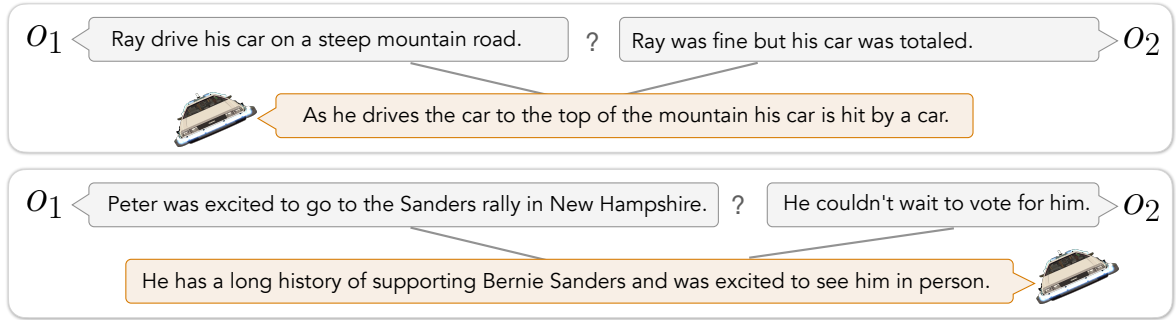 o1 Ray drive his car on a steep mountain road. ? Ray was fine but his car was totaled. o2
As he drives the car to the top of the mountain his car is hit by a car.
o1 Peter was excited to go to the Sanders rally in New Hampshire. ? He couldn't wait to vote for him. o2
He has a long history of supporting Bernie Sanders and was excited to see him in person.